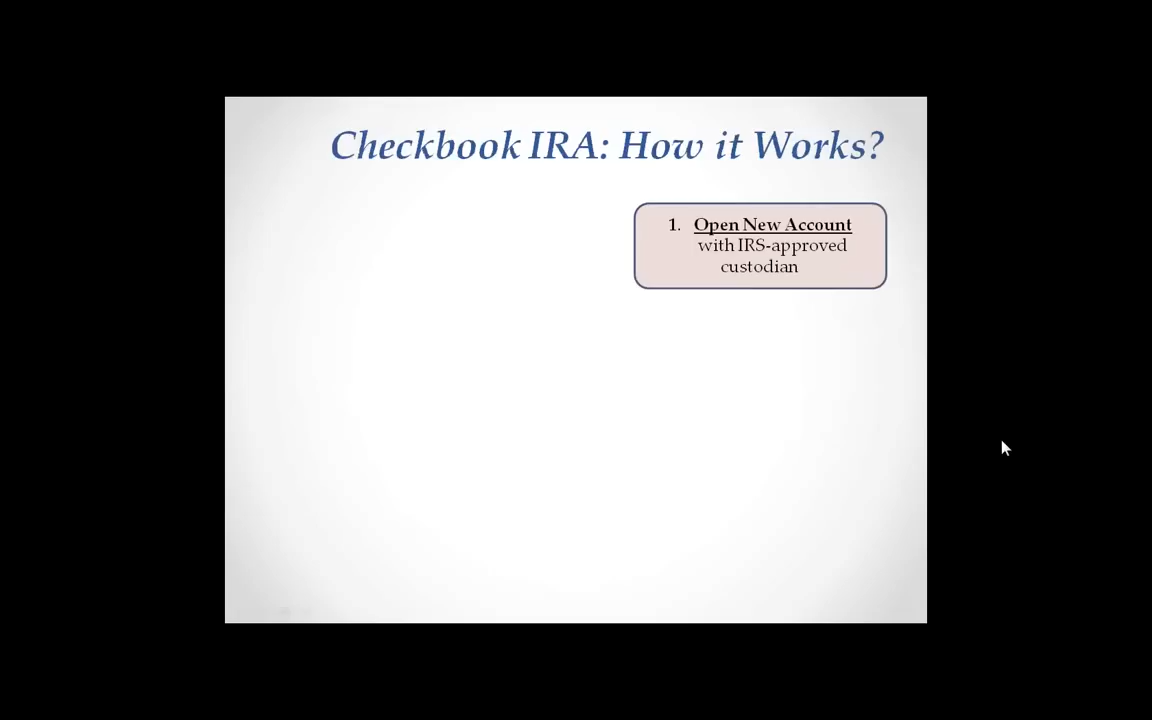 Checkbook IRA: How it Works?
1. Open New Account
with IRS-approved
custodian